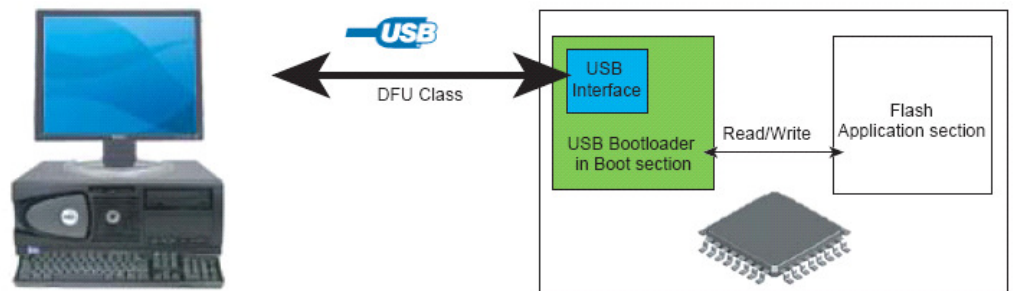 USB
DFU Class
USB
Interface
USB Bootloader
in Boot section
Read/Write
Flash
Application section